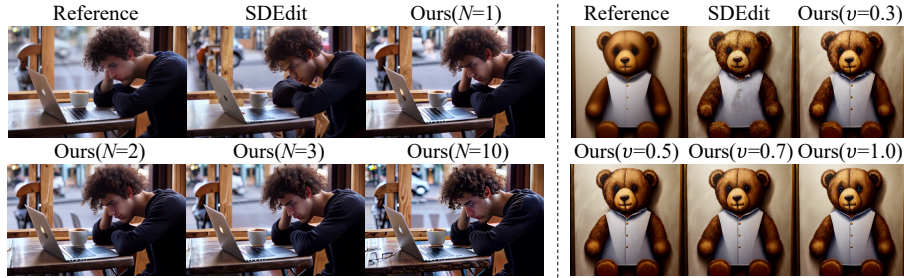 Reference SDEdit Ours(N=1)
Ours(N=2) Ours(N=3) Ours(N=10)
Reference SDEdit Ours(υ=0.3)
Ours(υ=0.5) Ours(υ=0.7) Ours(υ=1.0)